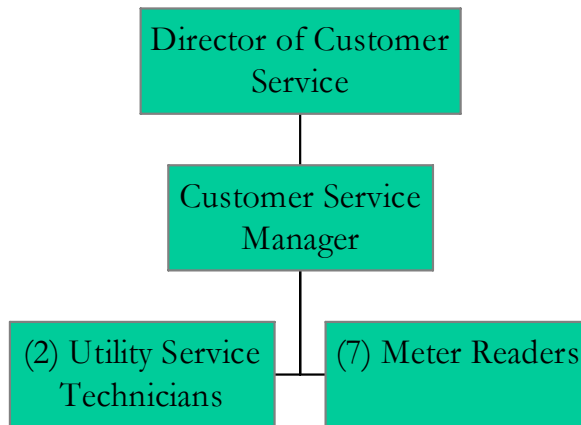 Director of Customer
Service
Customer Service
Manager
(2) Utility Service
Technicians
(7) Meter Readers